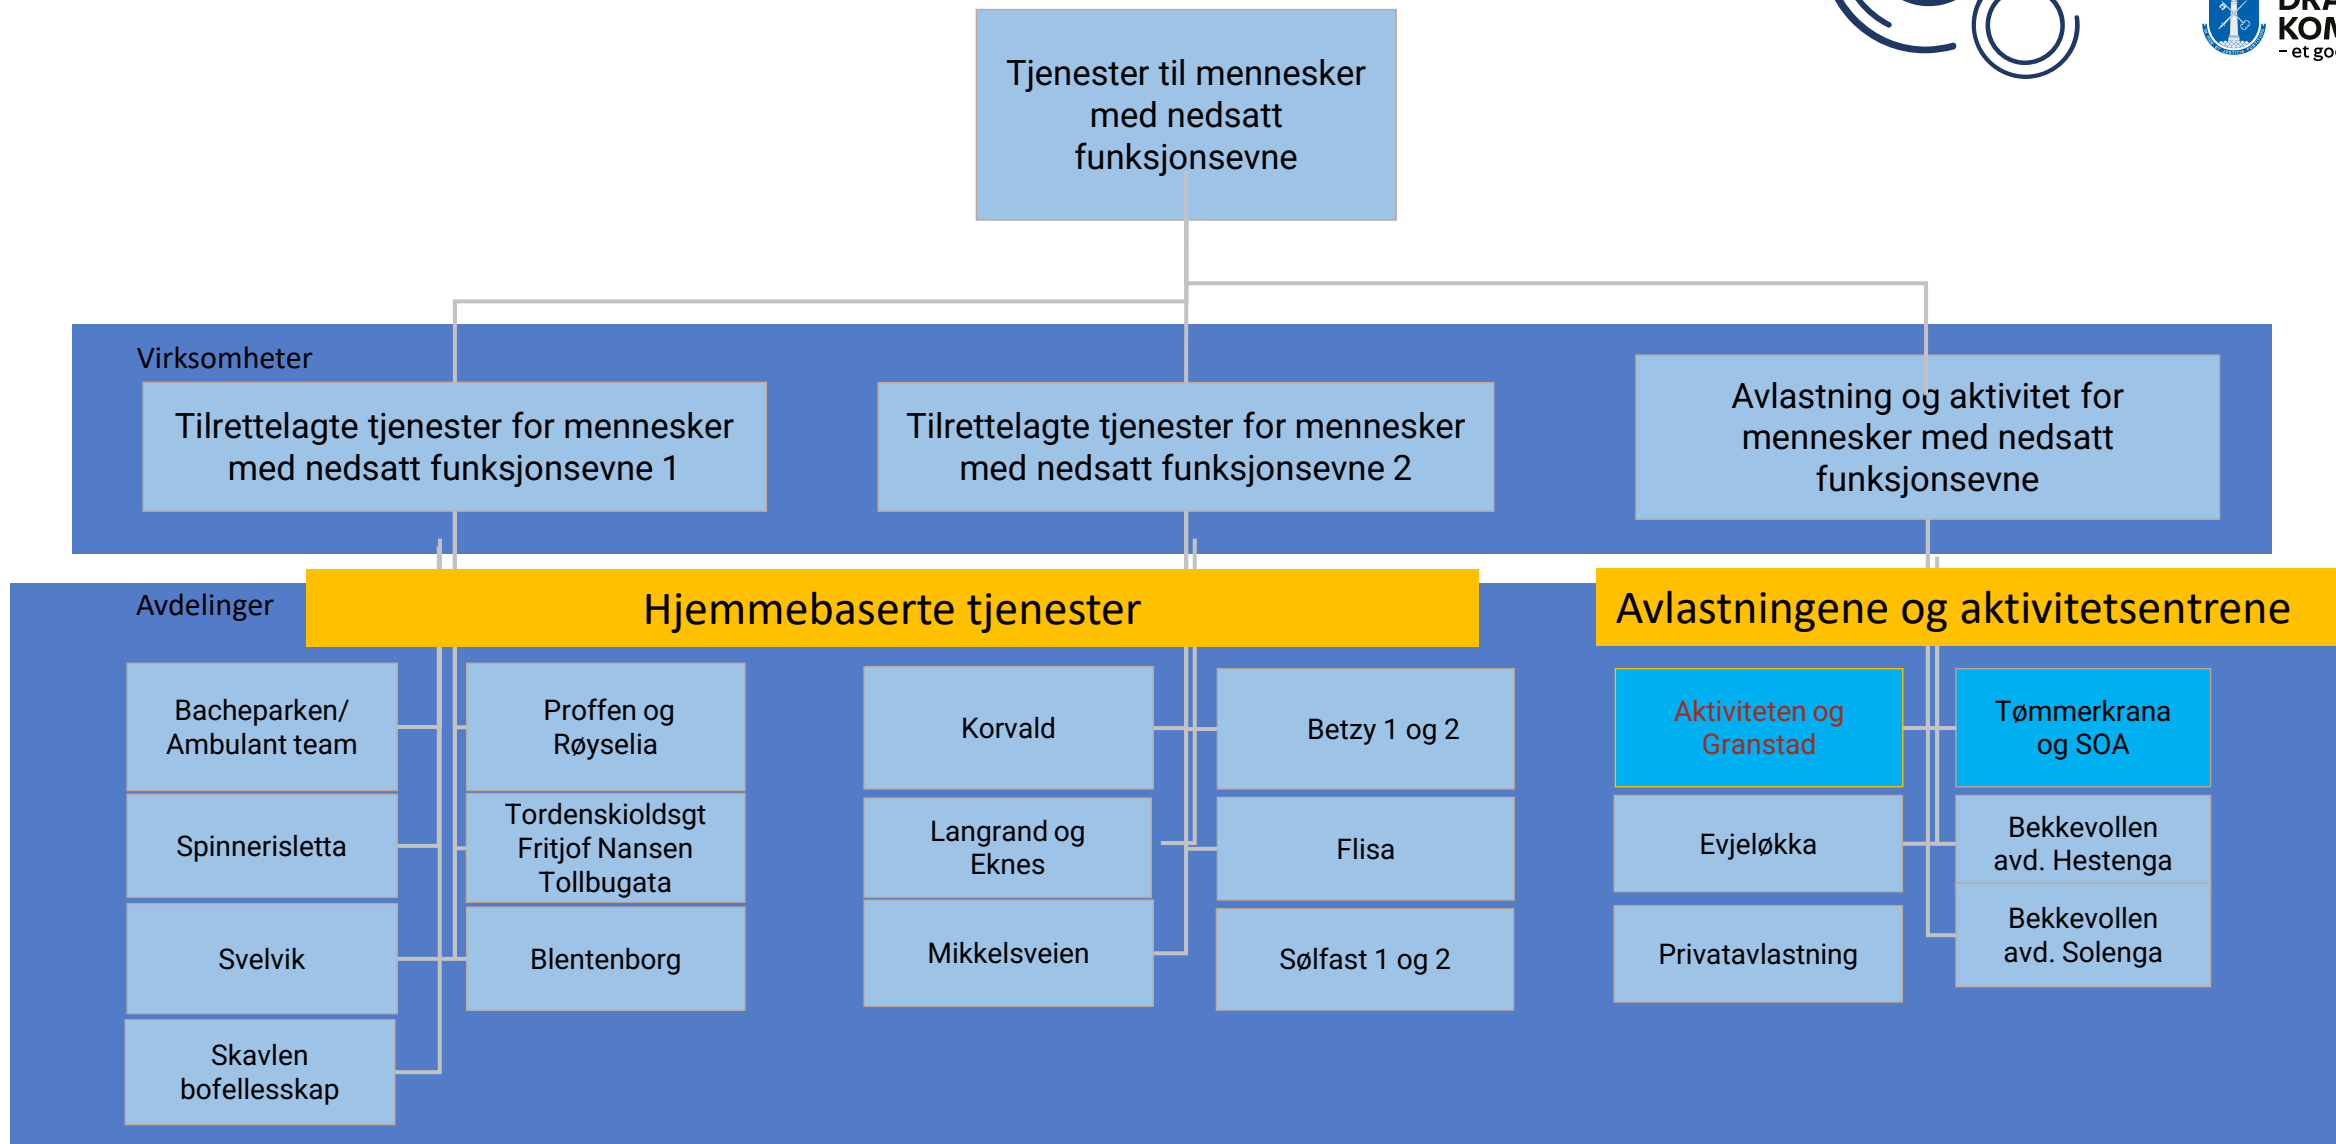 – et
Tjenester til mennesker
med nedsatt
funksjonsevne
Virksomheter
Tilrettelagte tjenester for mennesker
med nedsatt funksjonsevne 1
Tilrettelagte tjenester for mennesker
med nedsatt funksjonsevne 2
Avlastning og aktivitet for
mennesker med nedsatt
funksjonsevne
Avdelinger
Hjemmebaserte tjenester
Avlastningene og aktivitetsentrene
Bacheparken/
Ambulant team
Proffen og
Røyselia
Spinnerisletta
Tordenskioldsgt
Fritjof Nansen
Tollbugata
Svelvik
Blentenborg
Skavlen
bofellesskap
Korvald
Betzy 1 og 2
Langrand og
Eknes
Flisa
Mikkelsveien
Sølfast 1 og 2
Aktiviteten og
Granstad
Tømmerkrana
og SOA
Evjeløkka
Bekkevollen
avd. Hestenga
Privatavlastning
Bekkevollen
avd. Solenga